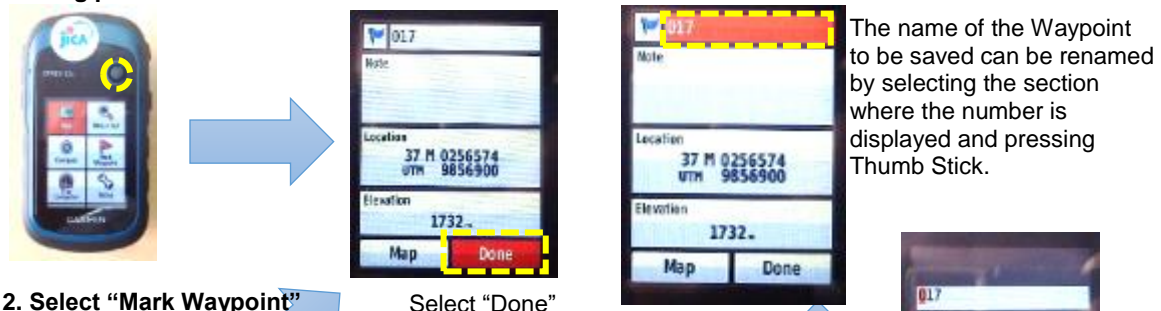 JICA
GARMIN
2. Select “Mark Waypoint”
017
Note
Location
37 M 0256574
UTM 9856900
Elevation
1732
Map Done
Select “Done”
017
Note
Location
37 M 0256574
UTM 9856900
Elevation
1732
Map Done
The name of the Waypoint
to be saved can be renamed
by selecting the section
where the number is
displayed and pressing
Thumb Stick.
017